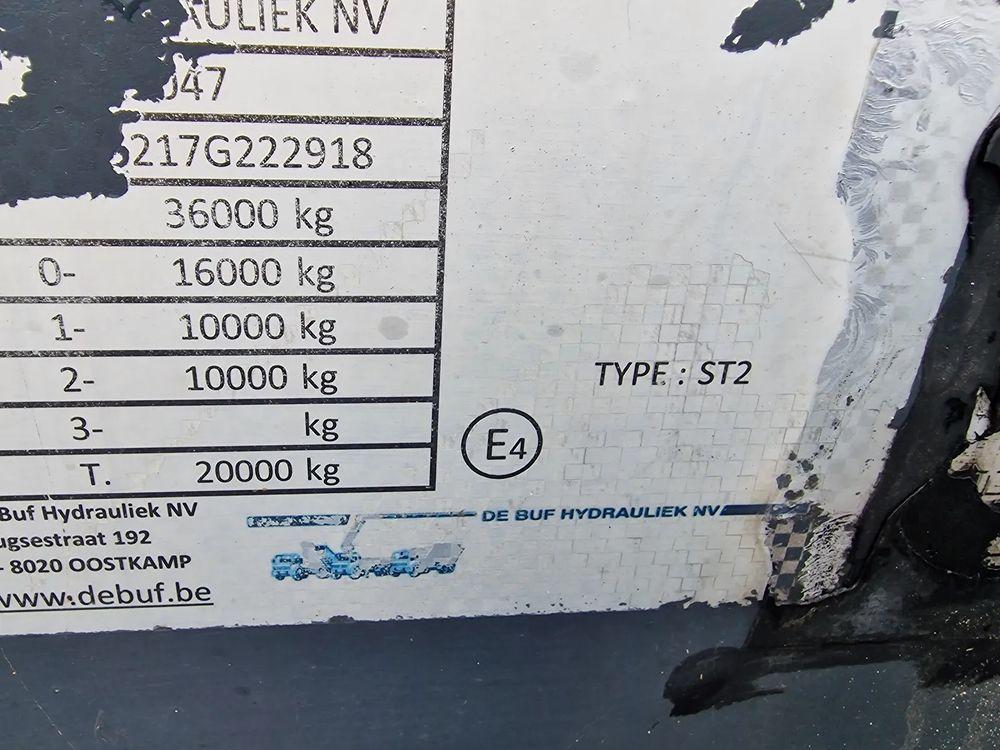 RAULIEK NV
047
217G222918
36000 kg
0- 16000 kg
1- 10000 kg
2- 10000 kg
3- kg
T. 20000 kg
TYPE : ST2
E4
Buf Hydrauliek NV
ugsestraat 192
- 8020 OOSTKAMP
www.debuf.be
DE BUF HYDRAULIEK NV